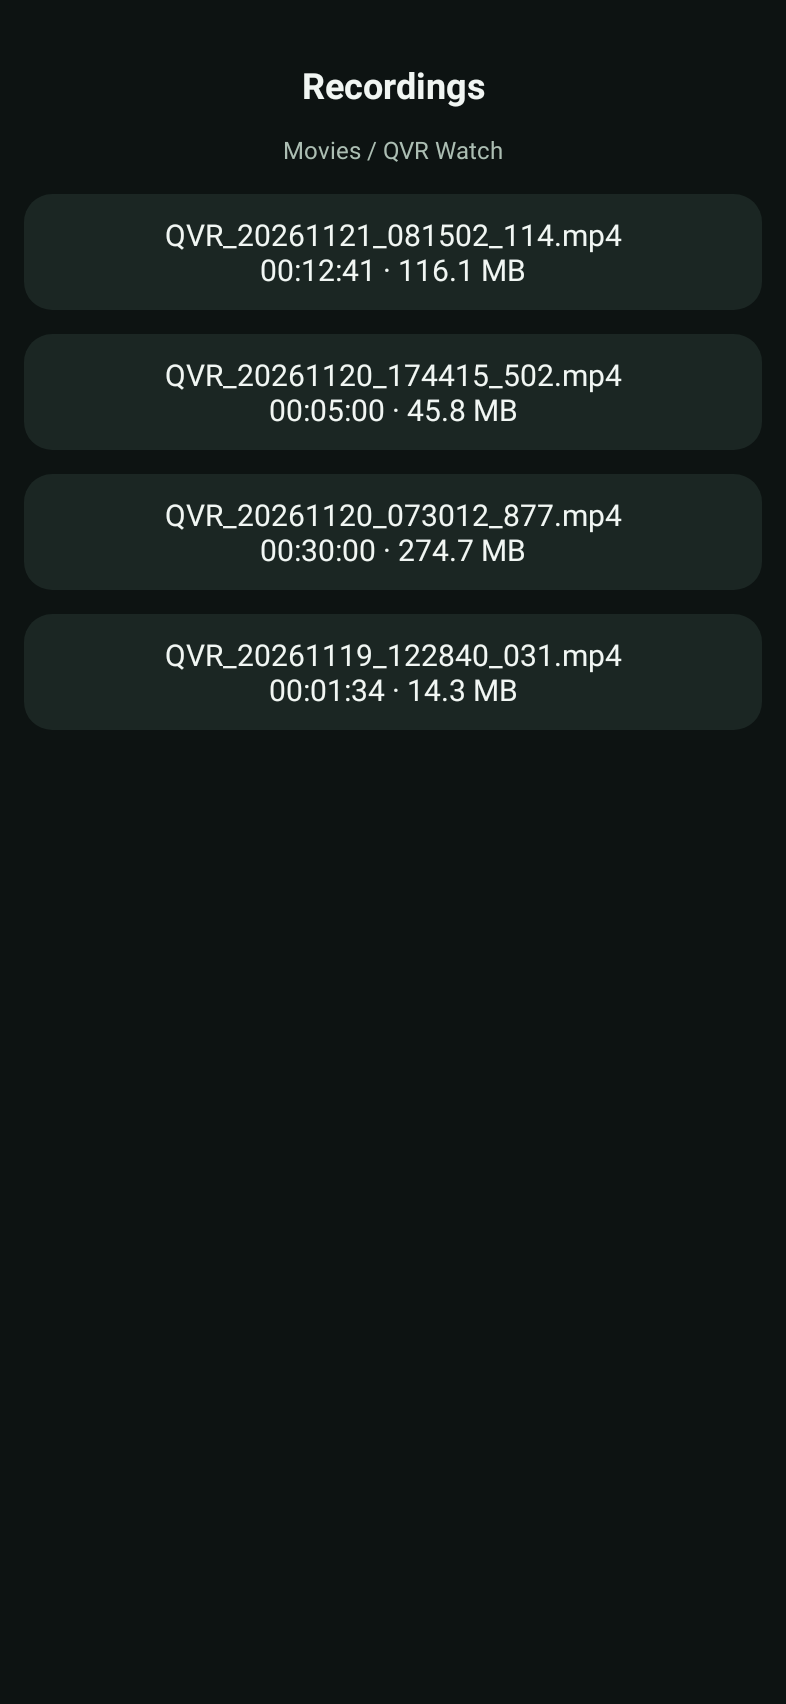 Recordings
Movies / QVR Watch
QVR_20261121_081502_114.mp4
00:12:41 · 116.1 MB
QVR_20261120_174415_502.mp4
00:05:00 · 45.8 MB
QVR_20261120_073012_877.mp4
00:30:00 · 274.7 MB
QVR_20261119_122840_031.mp4
00:01:34 · 14.3 MB